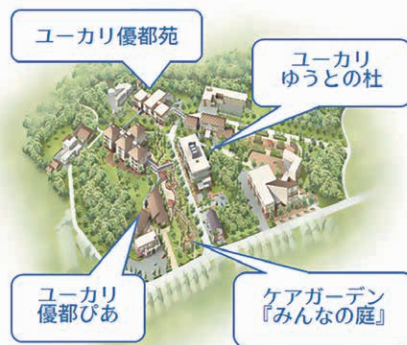 ユーカリ優都苑
ユーカリ
ゆうとの杜
ユーカリ
優都ぴあ
ケアガーデン
『みんなの庭』